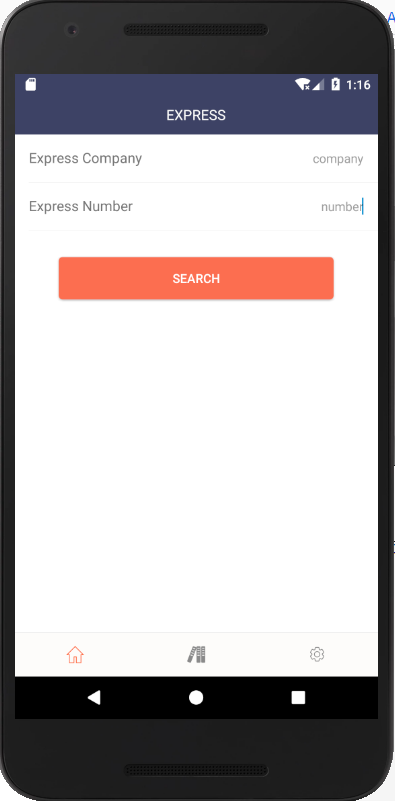 1:16
EXPRESS
Express Company company
Express Number number
SEARCH